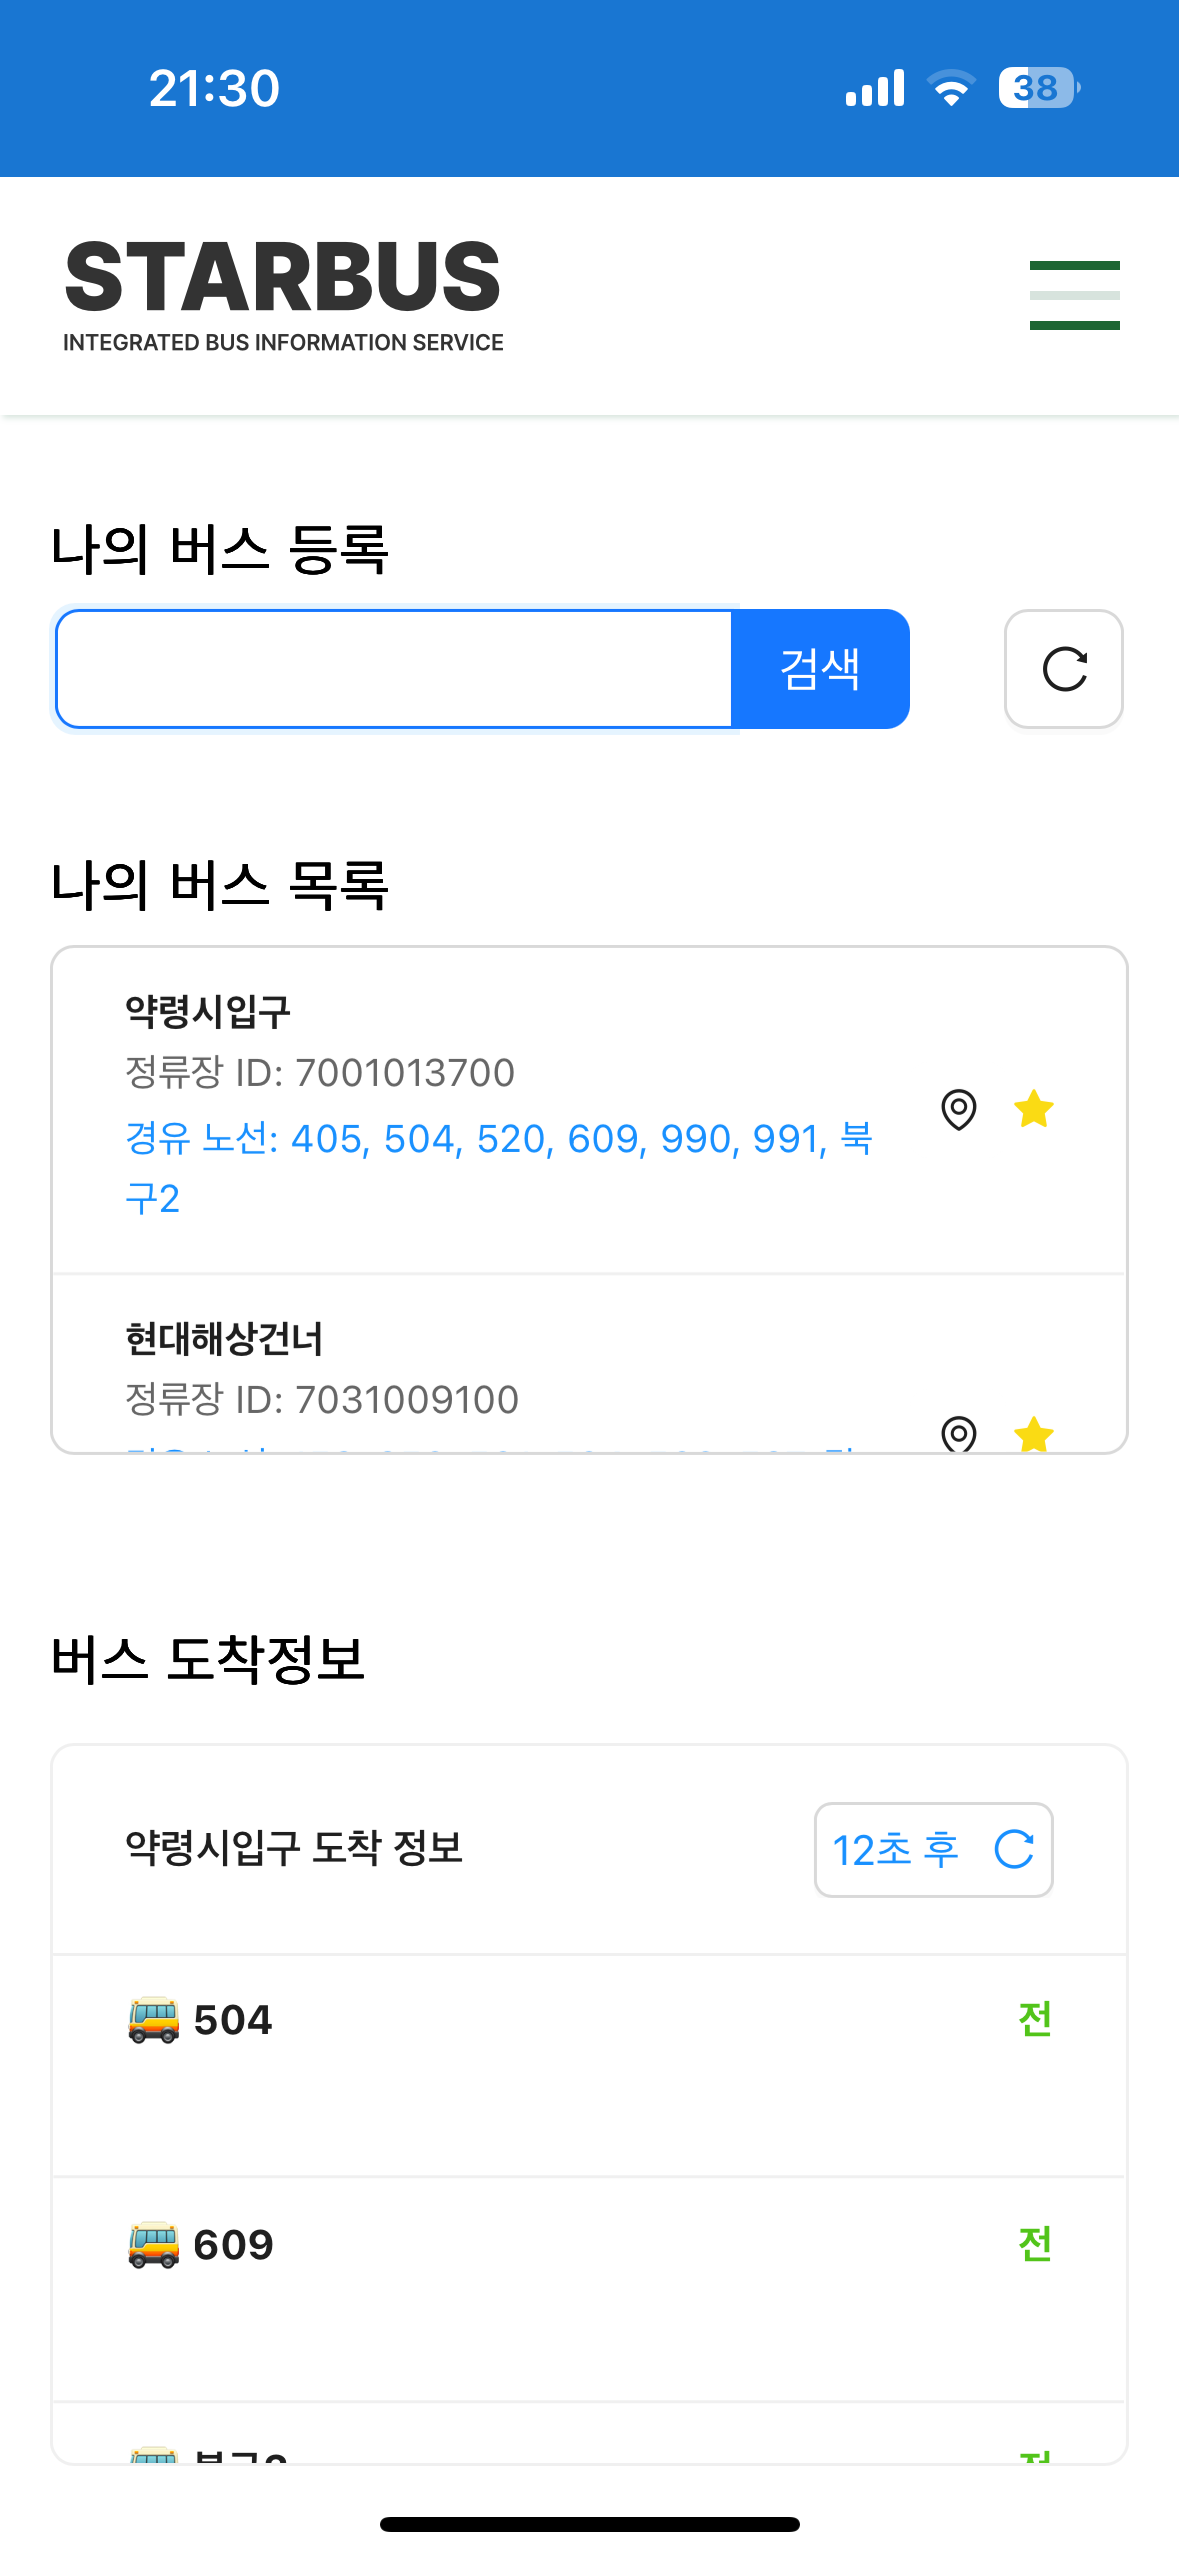 21:30
38
STARBUS
INTEGRATED BUS INFORMATION SERVICE
나의 버스 등록
검색
나의 버스 목록
약령시입구
정류장 ID: 7001013700
경유 노선: 405, 504, 520, 609, 990, 991, 북
구2
현대해상건너
정류장 ID: 7031009100
버스 도착정보
약령시입구 도착 정보
12초 후
504
전
609
전